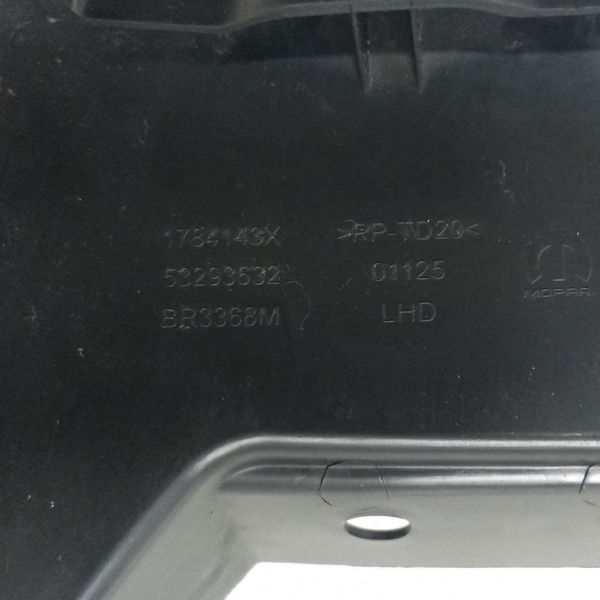 1784143X >PP-TD20<
53293632 01125
BR3368M LHD
MOPAR